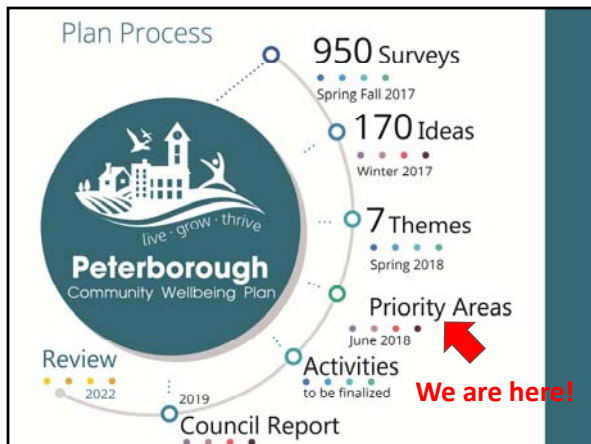 Plan Process
950 Surveys
Spring Fall 2017
170 Ideas
Winter 2017
7 Themes
Spring 2018
live · grow · thrive
Peterborough
Community Wellbeing Plan
Priority Areas
June 2018
We are here!
Activities
to be finalized
2019
Council Report
Review
2022